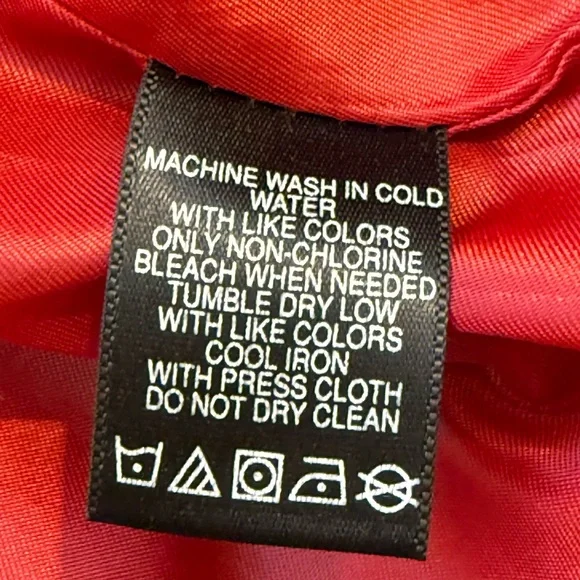 MACHINE WASH IN COLD
WATER
WITH LIKE COLORS
ONLY NON-CHLORINE
BLEACH WHEN NEEDED
TUMBLE DRY LOW
WITH LIKE COLORS
COOL IRON
WITH PRESS CLOTH
DO NOT DRY CLEAN